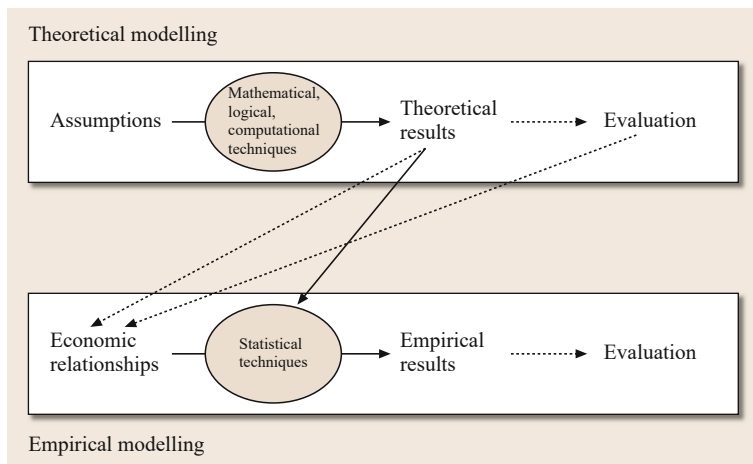 Theoretical modelling
Assumptions
Mathematical,
logical,
computational
techniques
Theoretical
results
Evaluation
Economic
relationships
Statistical
techniques
Empirical
results
Evaluation
Empirical modelling